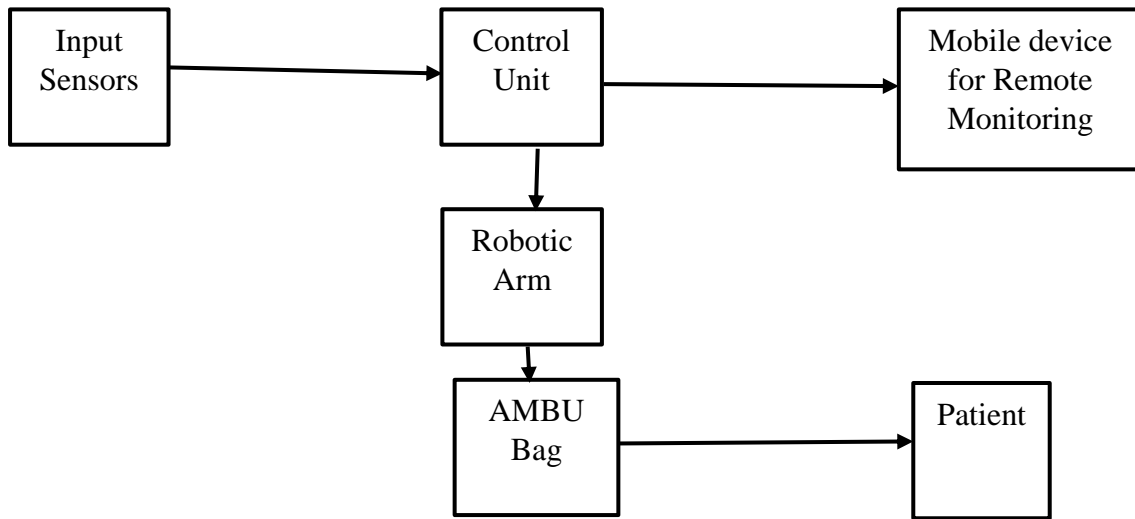 Input
Sensors
Control
Unit
Mobile device
for Remote
Monitoring
Robotic
Arm
AMBU
Bag
Patient